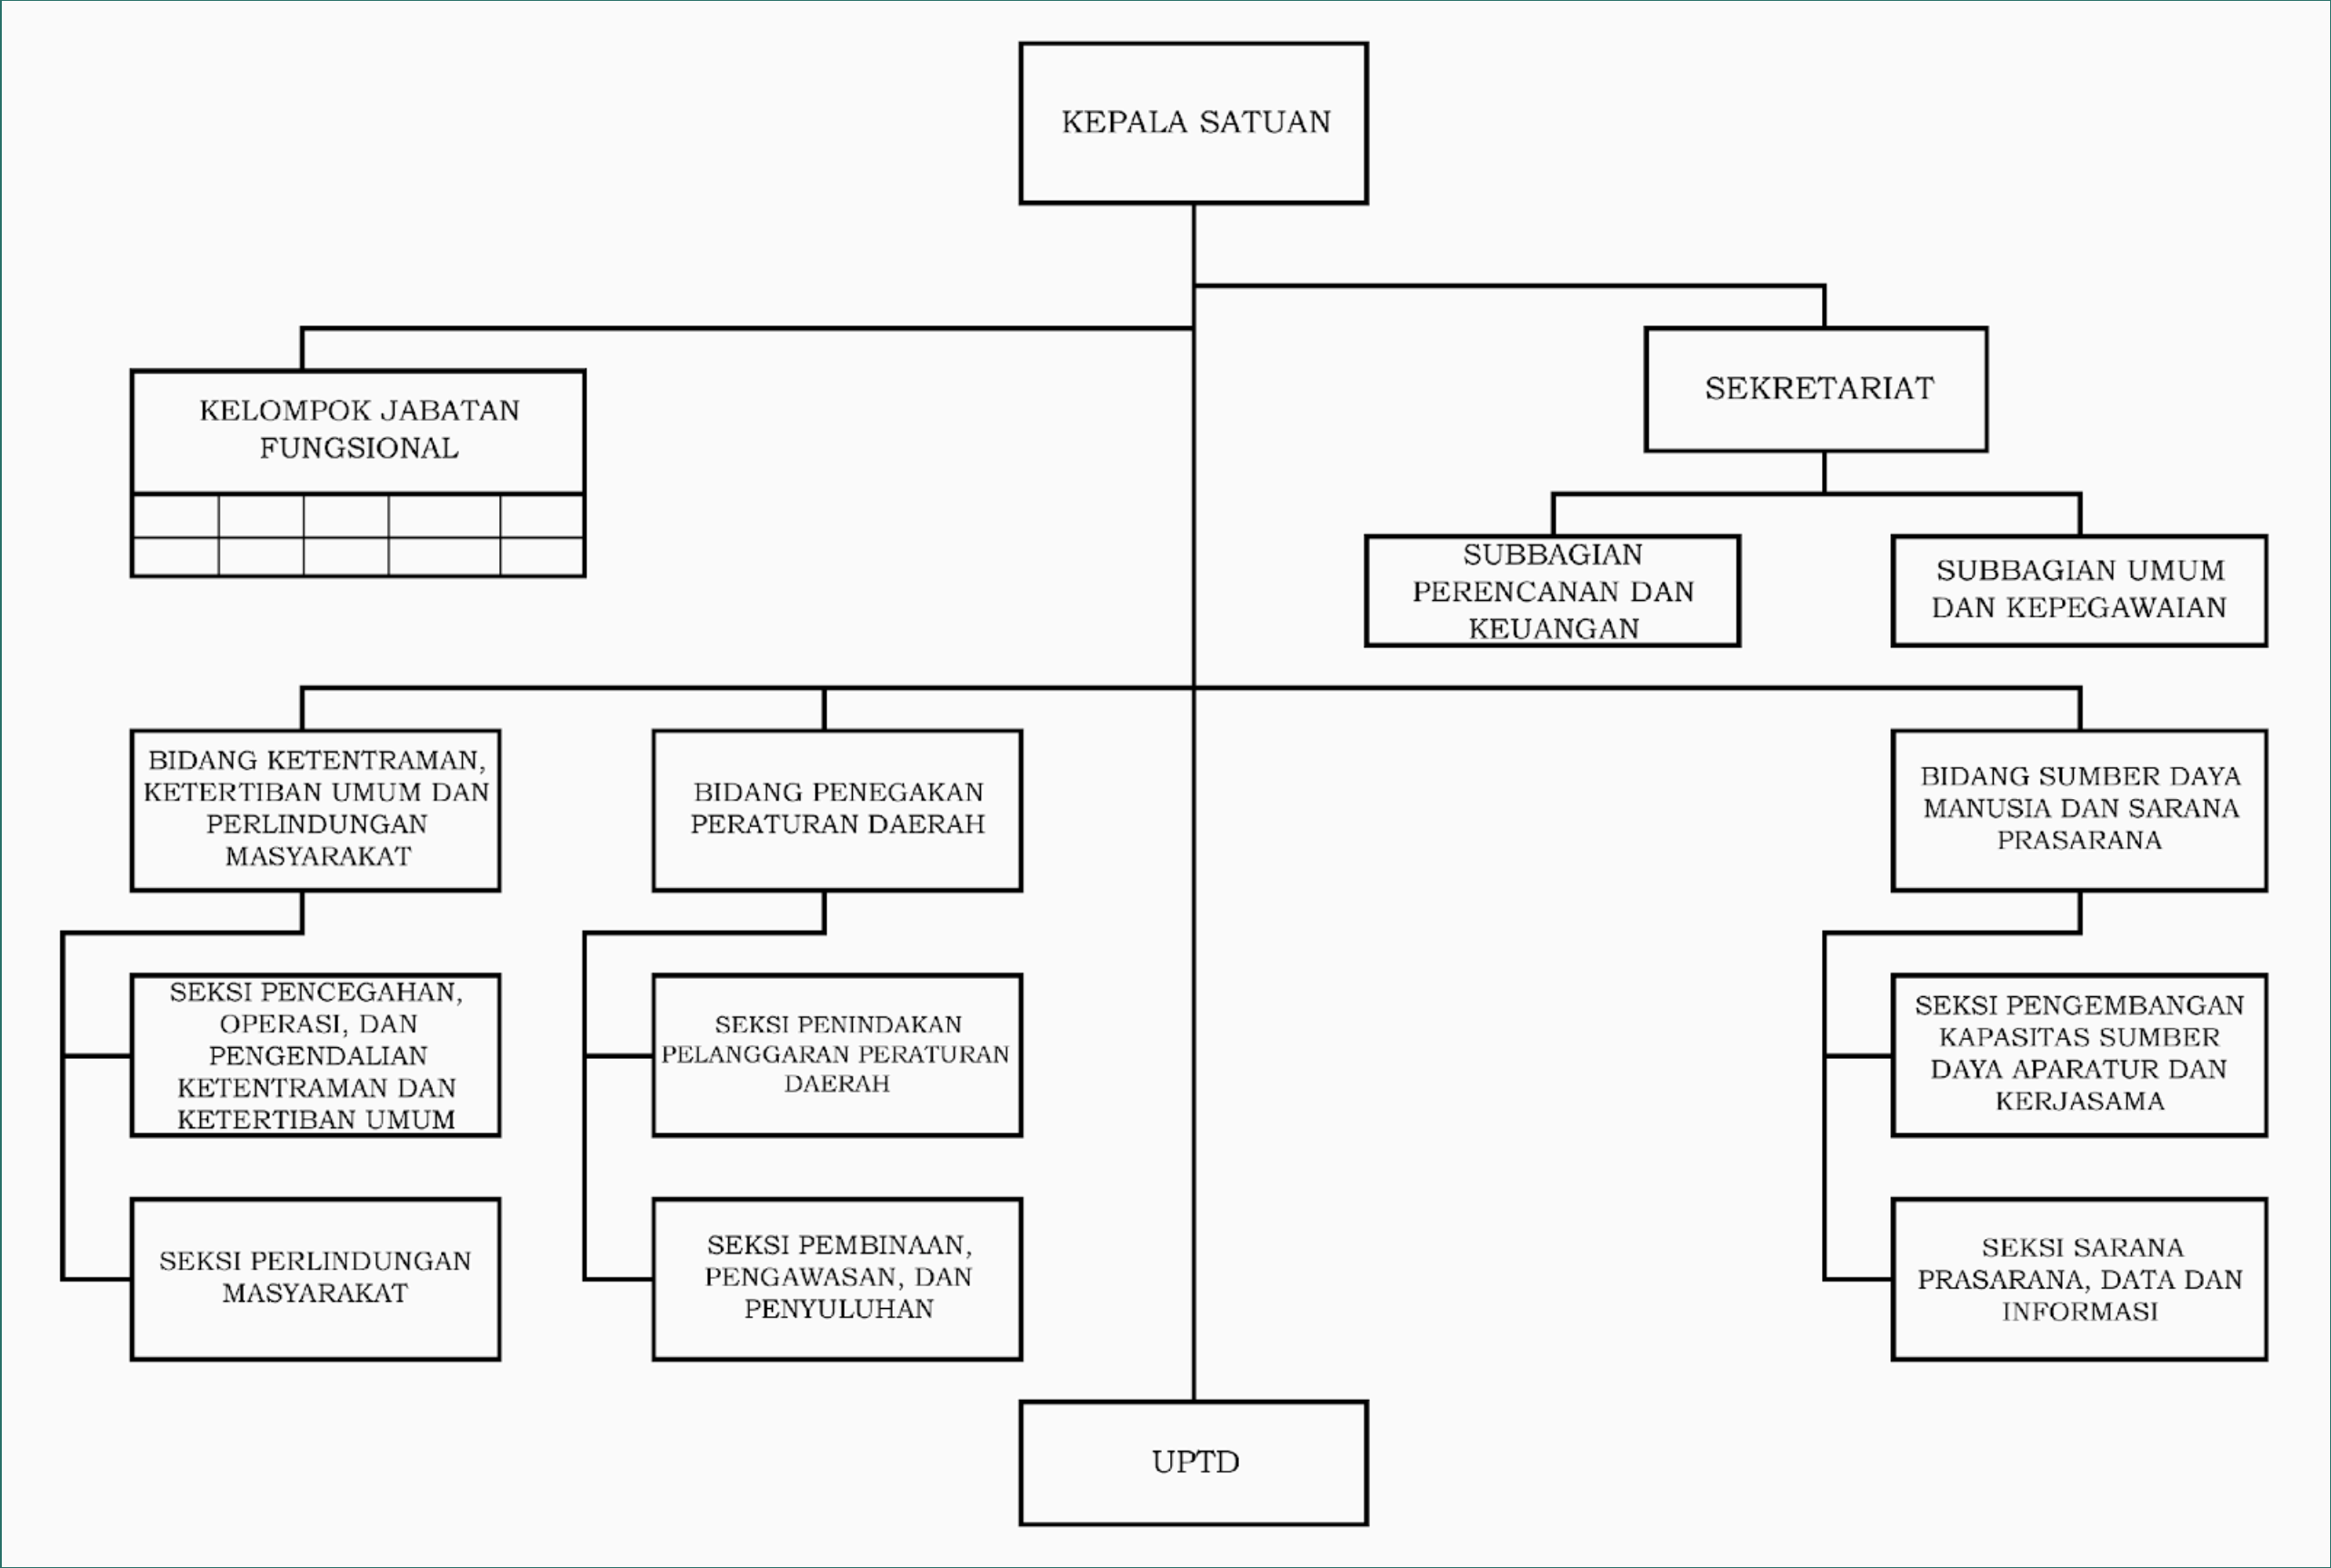 KEPALA SATUAN
KELOMPOK JABATAN
FUNGSIONAL
SEKRETARIAT
SUBBAGIAN
PERENCANAN DAN
KEUANGAN
SUBBAGIAN UMUM
DAN KEPEGAWAIAN
BIDANG KETENTRAMAN,
KETERTIBAN UMUM DAN
PERLINDUNGAN
MASYARAKAT
BIDANG PENEGAKAN
PERATURAN DAERAH
BIDANG SUMBER DAYA
MANUSIA DAN SARANA
PRASARANA
SEKSI PENCEGAHAN,
OPERASI, DAN
PENGENDALIAN
KETENTRAMAN DAN
KETERTIBAN UMUM
SEKSI PENINDAKAN
PELANGGARAN PERATURAN
DAERAH
SEKSI PENGEMBANGAN
KAPASITAS SUMBER
DAYA APARATUR DAN
KERJASAMA
SEKSI PERLINDUNGAN
MASYARAKAT
SEKSI PEMBINAAN,
PENGAWASAN, DAN
PENYULUHAN
SEKSI SARANA
PRASARANA, DATA DAN
INFORMASI
UPTD